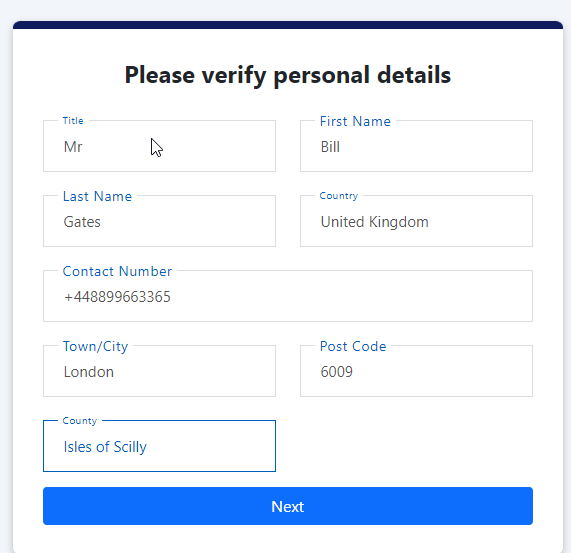 Please verify personal details
Title
Mr
First Name
Bill
Last Name
Gates
Country
United Kingdom
Contact Number
+448899663365
Town/City
London
Post Code
6009
County
Isles of Scilly
Next